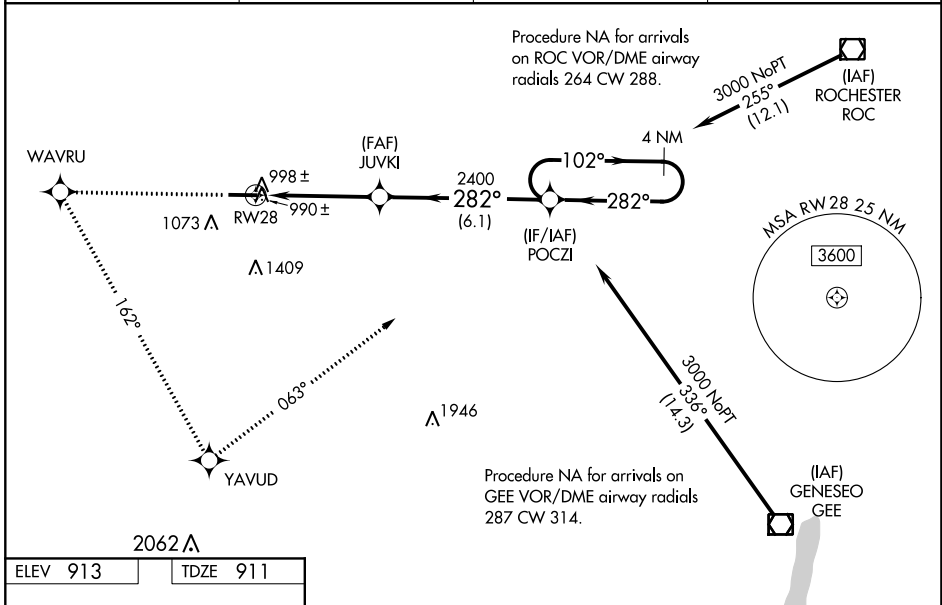 Procedure NA for arrivals
on ROC VOR/DME airway
radials 264 CW 288.
3000 NoPT
255°
(12.1)
(IAF)
ROCHESTER
ROC
4 NM
102°
282°
WAVRU
(FAF)
JUVKI
998 ±
990 ±
RW28
1073
2400
282°
(6.1)
(IF/IAF)
POCZI
MSA RW 28 25 NM
3600
1409
162°
063°
YAVUD
1946
3000 NoPT
336°
(14.3)
Procedure NA for arrivals on
GEE VOR/DME airway radials
287 CW 314.
(IAF)
GENESEO
GEE
2062
ELEV 913
TDZE 911